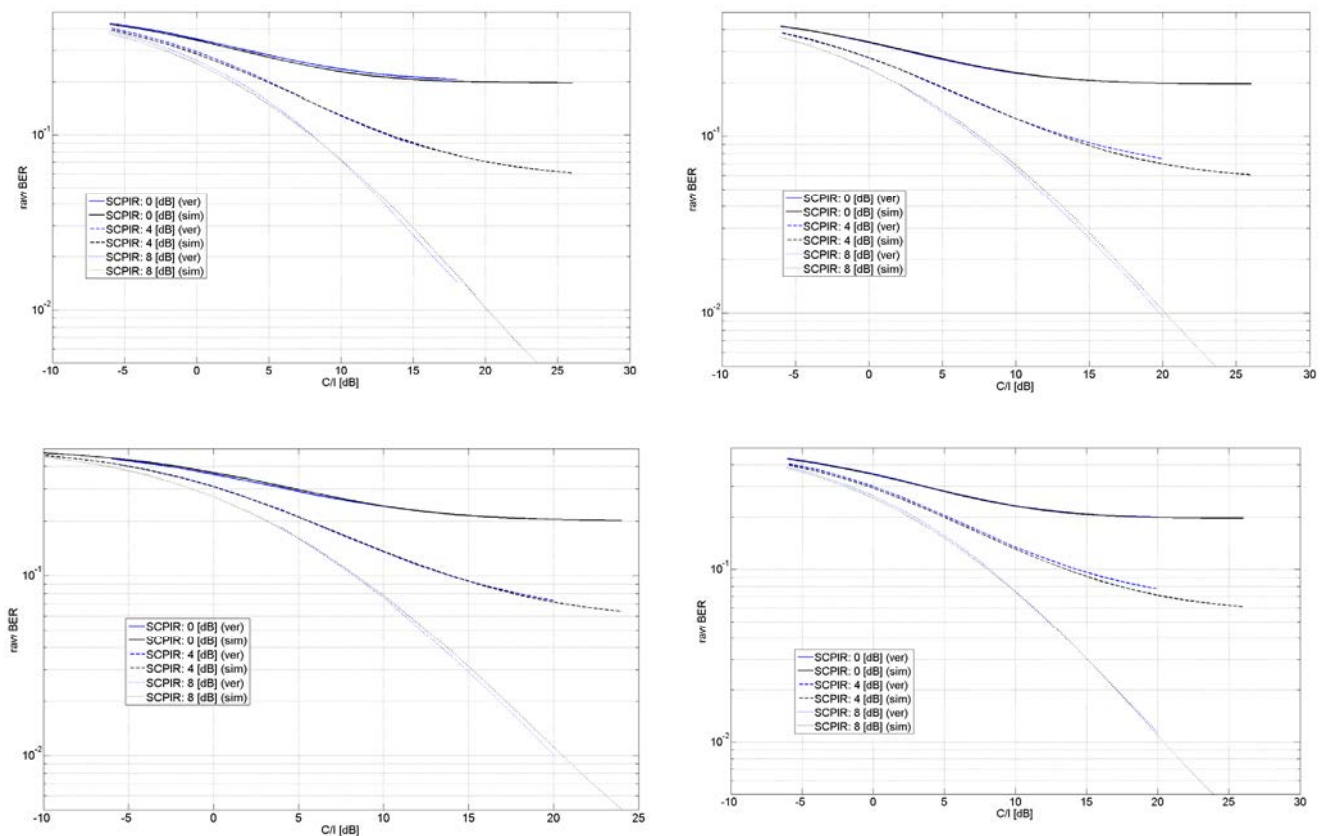 10^-1
raw BER
SCPIR: 0 [dB] (ver)
SCPIR: 0 [dB] (sim)
SCPIR: 4 [dB] (ver)
SCPIR: 4 [dB] (sim)
SCPIR: 8 [dB] (ver)
SCPIR: 8 [dB] (sim)
10^-2
-10 -5 0 5 10 15 20 25 30
C/I [dB]
10^-1
raw BER
SCPIR: 0 [dB] (ver)
SCPIR: 0 [dB] (sim)
SCPIR: 4 [dB] (ver)
SCPIR: 4 [dB] (sim)
SCPIR: 8 [dB] (ver)
SCPIR: 8 [dB] (sim)
10^-2
-10 -5 0 5 10 15 20 25 30
C/I [dB]
10^-1
raw BER
SCPIR: 0 [dB] (ver)
SCPIR: 0 [dB] (sim)
SCPIR: 4 [dB] (ver)
SCPIR: 4 [dB] (sim)
SCPIR: 8 [dB] (ver)
SCPIR: 8 [dB] (sim)
10^-2
-10 -5 0 5 10 15 20 25
C/I [dB]
10^-1
raw BER
SCPIR: 0 [dB] (ver)
SCPIR: 0 [dB] (sim)
SCPIR: 4 [dB] (ver)
SCPIR: 4 [dB] (sim)
SCPIR: 8 [dB] (ver)
SCPIR: 8 [dB] (sim)
10^-2
-10 -5 0 5 10 15 20 25 30
C/I [dB]